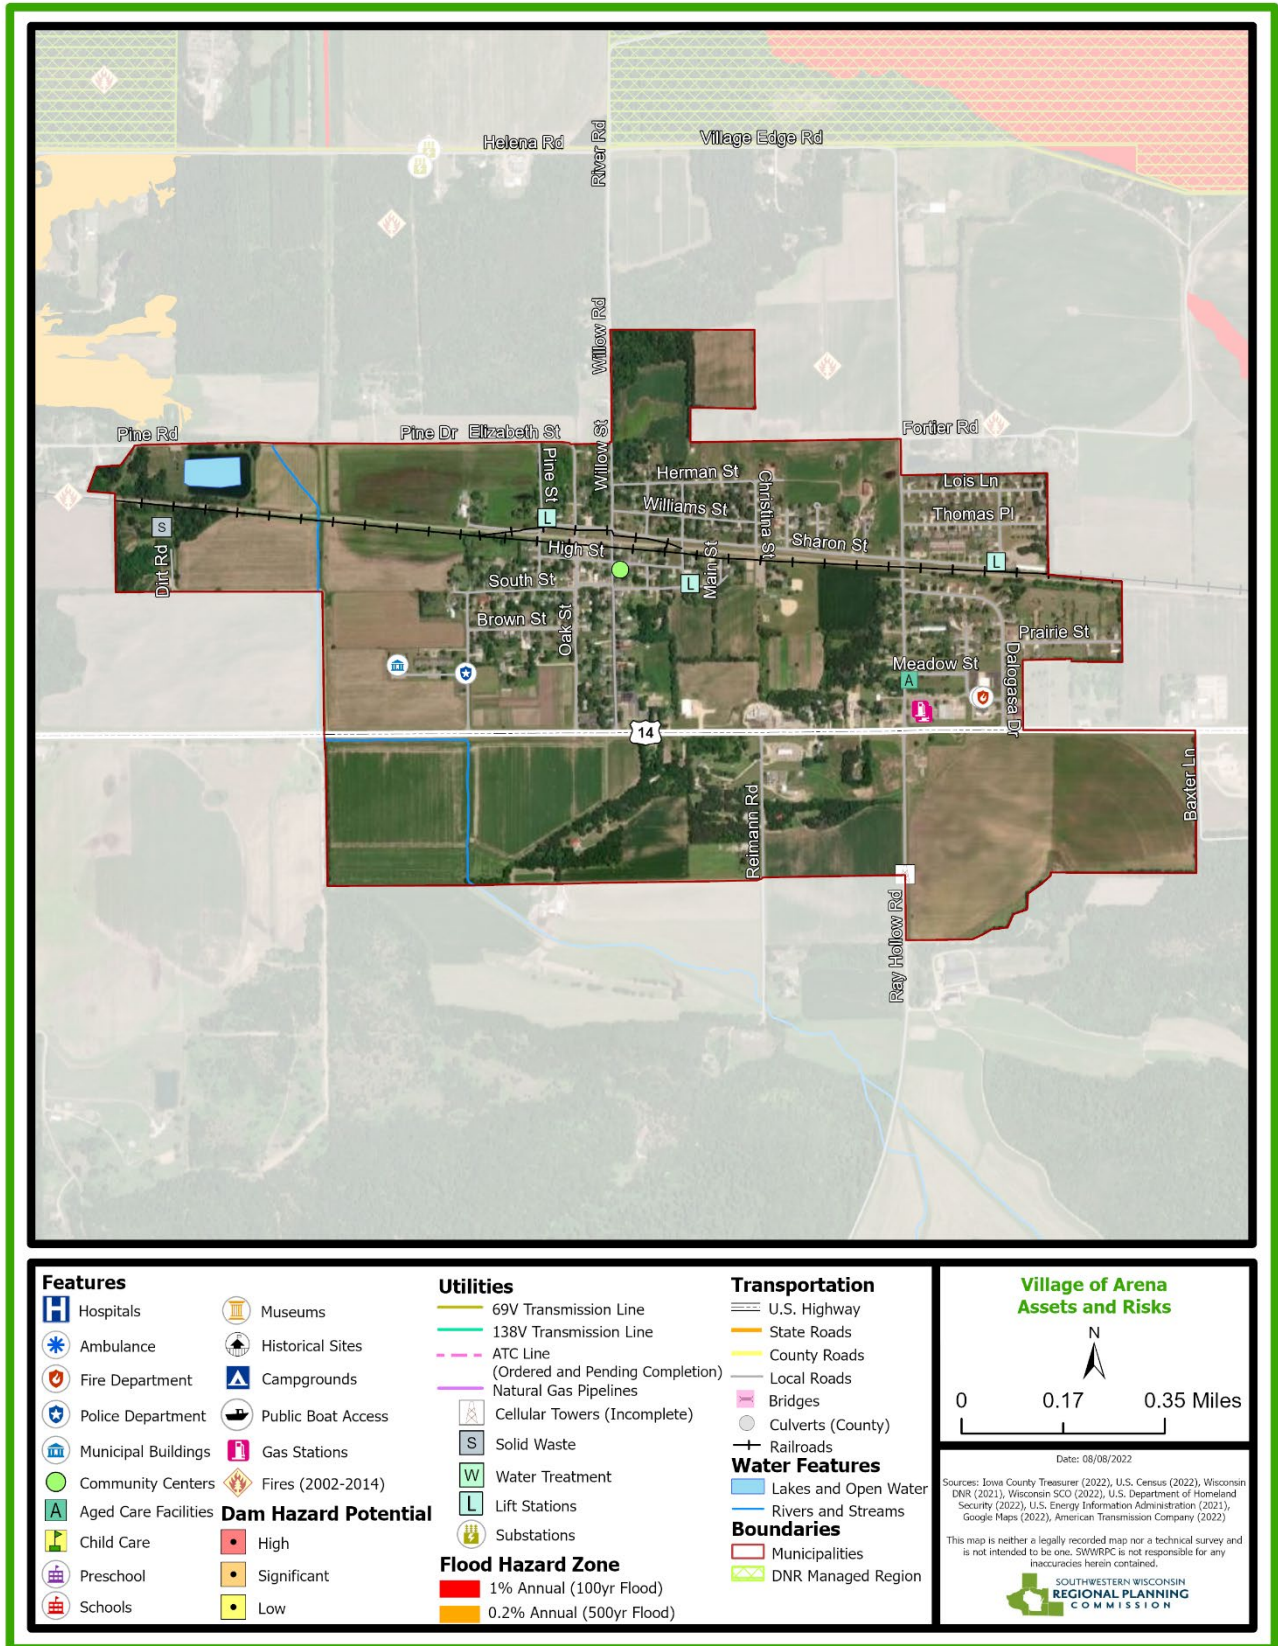 Helena Rd
River Rd
Village Edge Rd
Willow Rd
Pine Rd
Pine Dr
Elizabeth St
Willow St
Fortier Rd
Pine St
Herman St
Christina St
Lois Ln
Williams St
Thomas Pl
S
L
High St
Sharon St
L
Dirt Rd
South St
L
Main St
Brown St
Oak St
Prairie St
Meadow St
A
Dalogasa Dr
14
Reimann Rd
Baxter Ln
Ray Hollow Rd
Features
H Hospitals
Ambulance
Fire Department
Police Department
Municipal Buildings
Community Centers
A Aged Care Facilities
Child Care
Preschool
Schools
Museums
Historical Sites
Campgrounds
Public Boat Access
Gas Stations
Fires (2002-2014)
Dam Hazard Potential
High
Significant
Low
Utilities
69V Transmission Line
138V Transmission Line
ATC Line
(Ordered and Pending Completion)
Natural Gas Pipelines
Cellular Towers (Incomplete)
S Solid Waste
W Water Treatment
L Lift Stations
Substations
Flood Hazard Zone
1% Annual (100yr Flood)
0.2% Annual (500yr Flood)
Transportation
U.S. Highway
State Roads
County Roads
Local Roads
Bridges
Culverts (County)
Railroads
Water Features
Lakes and Open Water
Rivers and Streams
Boundaries
Municipalities
DNR Managed Region
Village of Arena
Assets and Risks
N
0 0.17 0.35 Miles
Date: 08/08/2022
Sources: Iowa County Treasurer (2022), U.S. Census (2022), Wisconsin
DNR (2021), Wisconsin SCO (2022), U.S. Department of Homeland
Security (2022), U.S. Energy Information Administration (2021),
Google Maps (2022), American Transmission Company (2022)
This map is neither a legally recorded map nor a technical survey and
is not intended to be one. SWWRPC is not responsible for any
inaccuracies herein contained.
SOUTHWESTERN WISCONSIN
REGIONAL PLANNING
COMMISSION